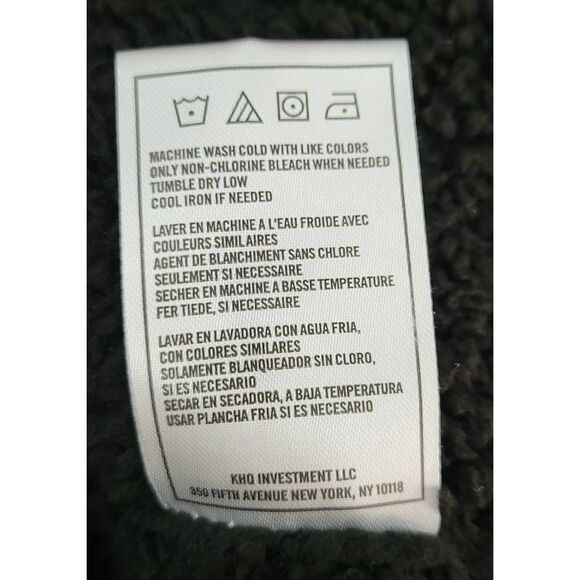 MACHINE WASH COLD WITH LIKE COLORS
ONLY NON-CHLORINE BLEACH WHEN NEEDED
TUMBLE DRY LOW
COOL IRON IF NEEDED
LAVER EN MACHINE A L'EAU FROIDE AVEC
COULEURS SIMILAIRES
AGENT DE BLANCHIMENT SANS CHLORE
SEULEMENT SI NECESSAIRE
SECHER EN MACHINE A BASSE TEMPERATURE
FER TIEDE, SI NECESSAIRE
LAVAR EN LAVADORA CON AGUA FRIA,
CON COLORES SIMILARES
SOLAMENTE BLANQUEADOR SIN CLORO,
SI ES NECESARIO
SECAR EN SECADORA, A BAJA TEMPERATURA
USAR PLANCHA FRIA SI ES NECESARIO
KHQ INVESTMENT LLC
350 FIFTH AVENUE NEW YORK, NY 10118